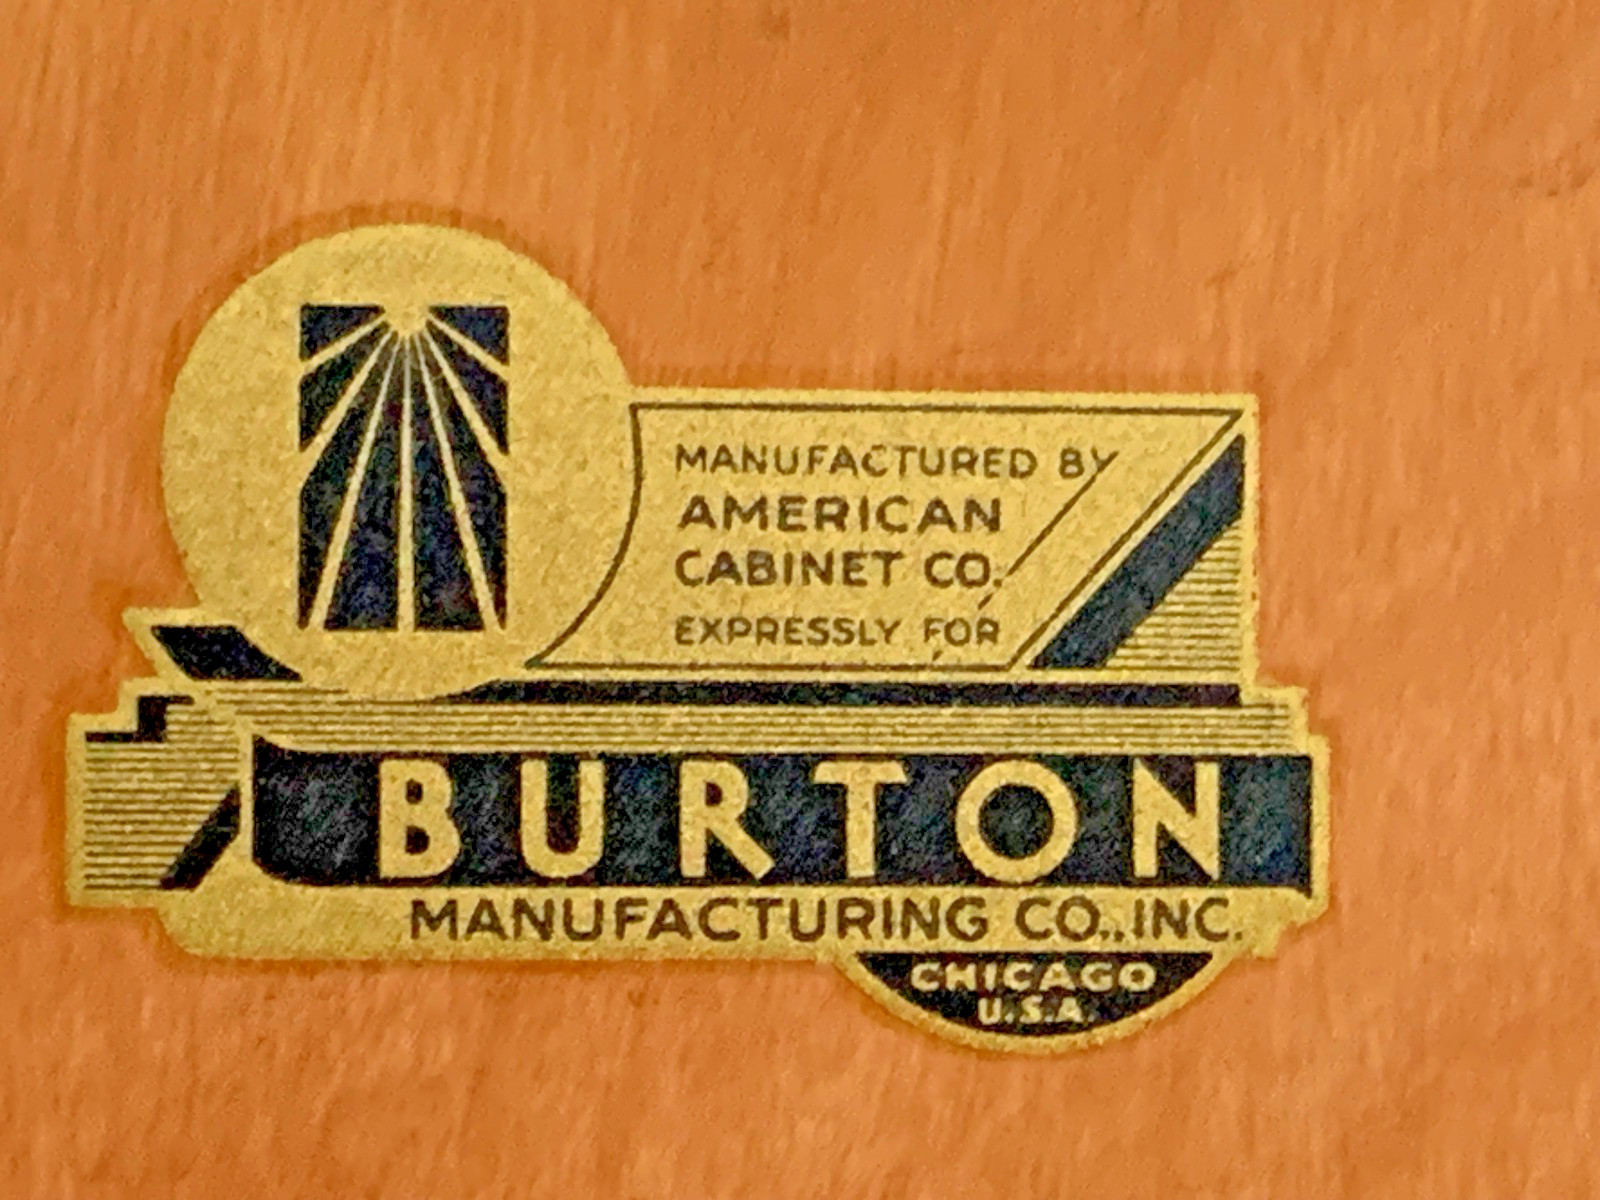 MANUFACTURED BY
AMERICAN
CABINET CO.
EXPRESSLY FOR
BURTON
MANUFACTURING CO., INC.
CHICAGO
U.S.A.